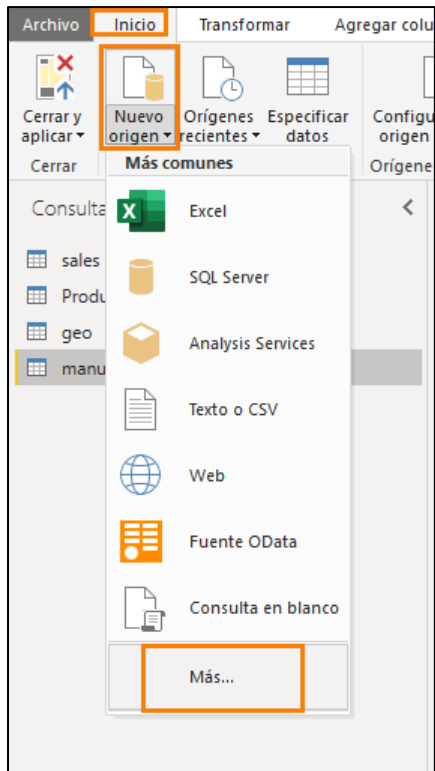 Archivo Inicio Transformar Agregar colu
Cerrar y Nuevo Orígenes Especificar Configu
aplicar origen recientes datos origen
Cerrar Más comunes Orígene
Consulta
Excel
sales
SQL Server
Produ
geo
Analysis Services
manu
Texto o CSV
Web
Fuente OData
Consulta en blanco
Más...